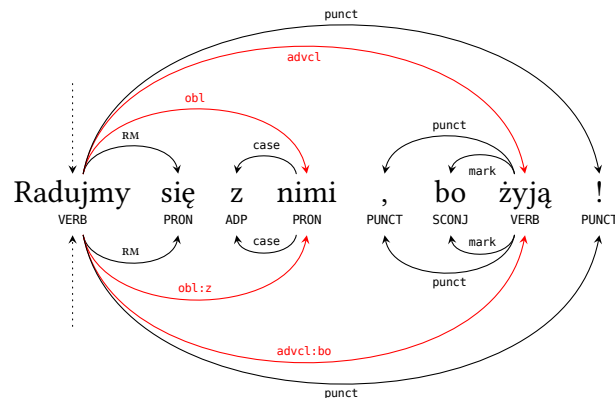 punct
advcl
obl
punct
RM
case
mark
Radujmy się z nimi , bo żyją !
VERB PRON ADP PRON PUNCT SCONJ VERB PUNCT
RM
case
mark
punct
obl:z
advcl:bo
punct